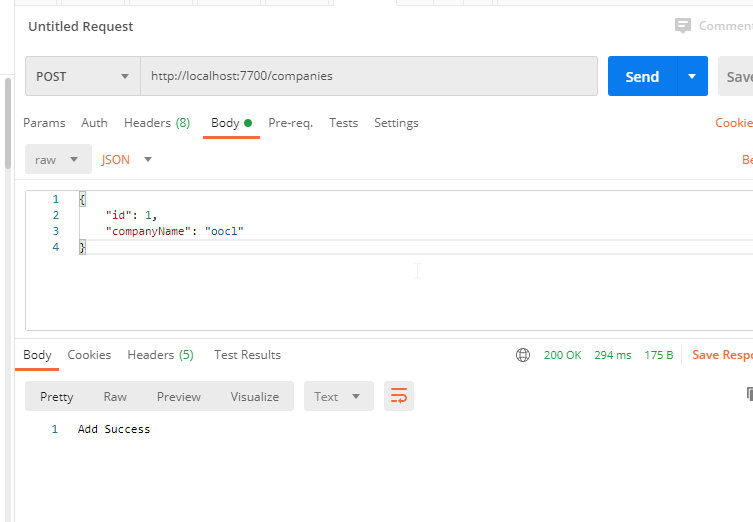 Untitled Request
Commen
POST
http://localhost:7700/companies
Send
Save
Params Auth Headers (8) Body Pre-req. Tests Settings Cookie
raw JSON Be
1 {
2 "id": 1,
3 "companyName": "oocl"
4 }
Body Cookies Headers (5) Test Results 200 OK 294 ms 175 B Save Respo
Pretty Raw Preview Visualize Text
1 Add Success